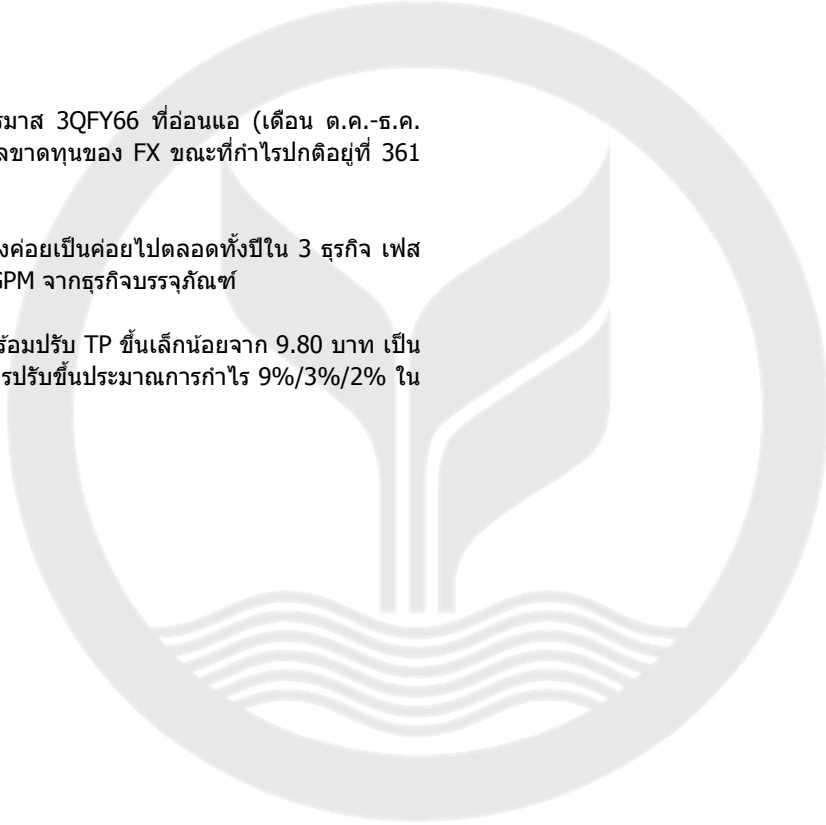 รมาส 3QFY66 ที่อ่อนแอ (เดือน ต.ค.-ธ.ค.
ลขาดทุนของ FX ขณะที่กำไรปกติอยู่ที่ 361
งค่อยเป็นค่อยไปตลอดทั้งปีใน 3 ธุรกิจ เฟส
GPM จากธุรกิจบรรจุภัณฑ์
ร้อมปรับ TP ขึ้นเล็กน้อยจาก 9.80 บาท เป็น
รปรับขึ้นประมาณการกำไร 9%/3%/2% ใน